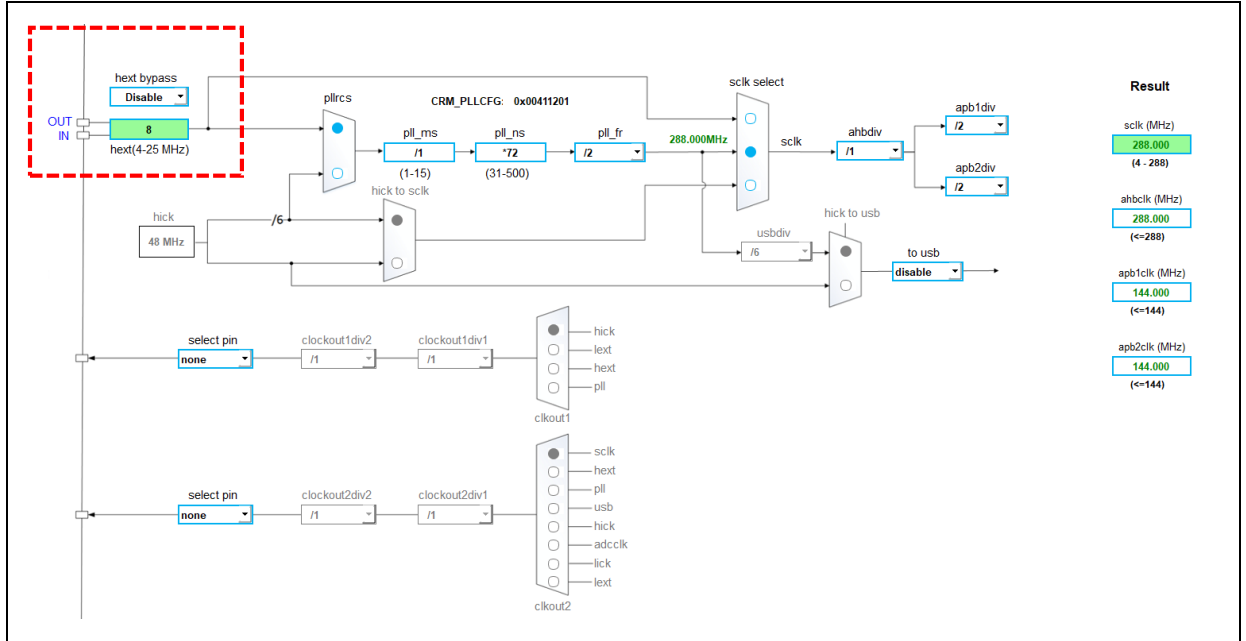 hext bypass
Disable
OUT
IN
8
hext(4-25 MHz)
pllrcs
CRM_PLLCFG: 0x00411201
pll_ms
/1
(1-15)
pll_ns
*72
(31-500)
pll_fr
/2
288.000MHz
sclk select
sclk
ahbdiv
/1
apb1div
/2
apb2div
/2
hick
48 MHz
/6
hick to sclk
usbdiv
/6
hick to usb
to usb
disable
Result
sclk (MHz)
288.000
(4 - 288)
ahbclk (MHz)
288.000
(<=288)
apb1clk (MHz)
144.000
(<=144)
apb2clk (MHz)
144.000
(<=144)
select pin
none
clockout1div2
/1
clockout1div1
/1
hick
lext
hext
pll
clkout1
select pin
none
clockout2div2
/1
clockout2div1
/1
sclk
hext
pll
usb
hick
adcclk
lick
lext
clkout2